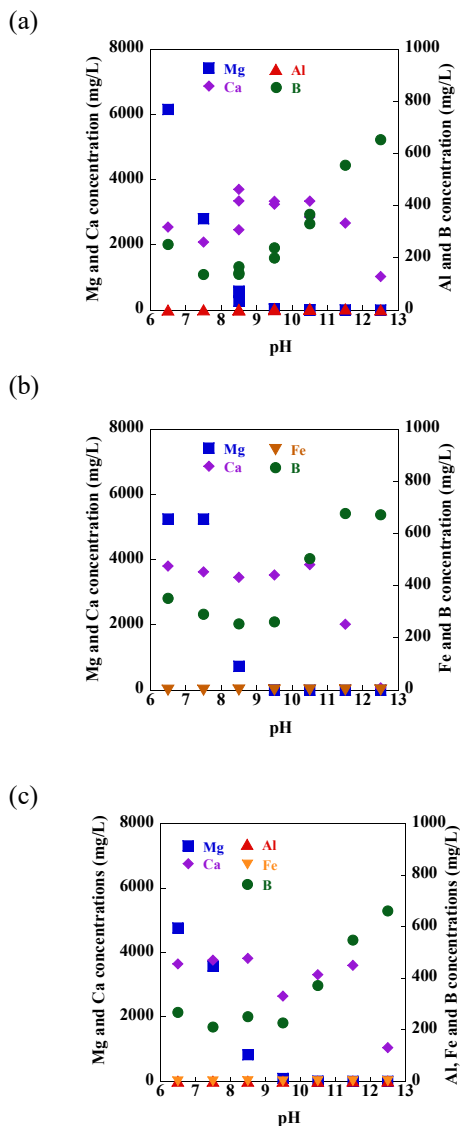 (a)
8000
6000
4000
2000
0
Mg and Ca concentration (mg/L)
Mg
Al
Ca
B
1000
800
600
400
200
0
Al and B concentration (mg/L)
6 7 8 9 10 11 12 13
pH
(b)
8000
6000
4000
2000
0
Mg and Ca concentration (mg/L)
Mg
Fe
Ca
B
1000
800
600
400
200
0
Fe and B concentration (mg/L)
6 7 8 9 10 11 12 13
pH
(c)
8000
6000
4000
2000
0
Mg and Ca concentrations (mg/L)
Mg
Al
Ca
Fe
B
1000
800
600
400
200
0
Al, Fe and B concentrations (mg/L)
6 7 8 9 10 11 12 13
pH